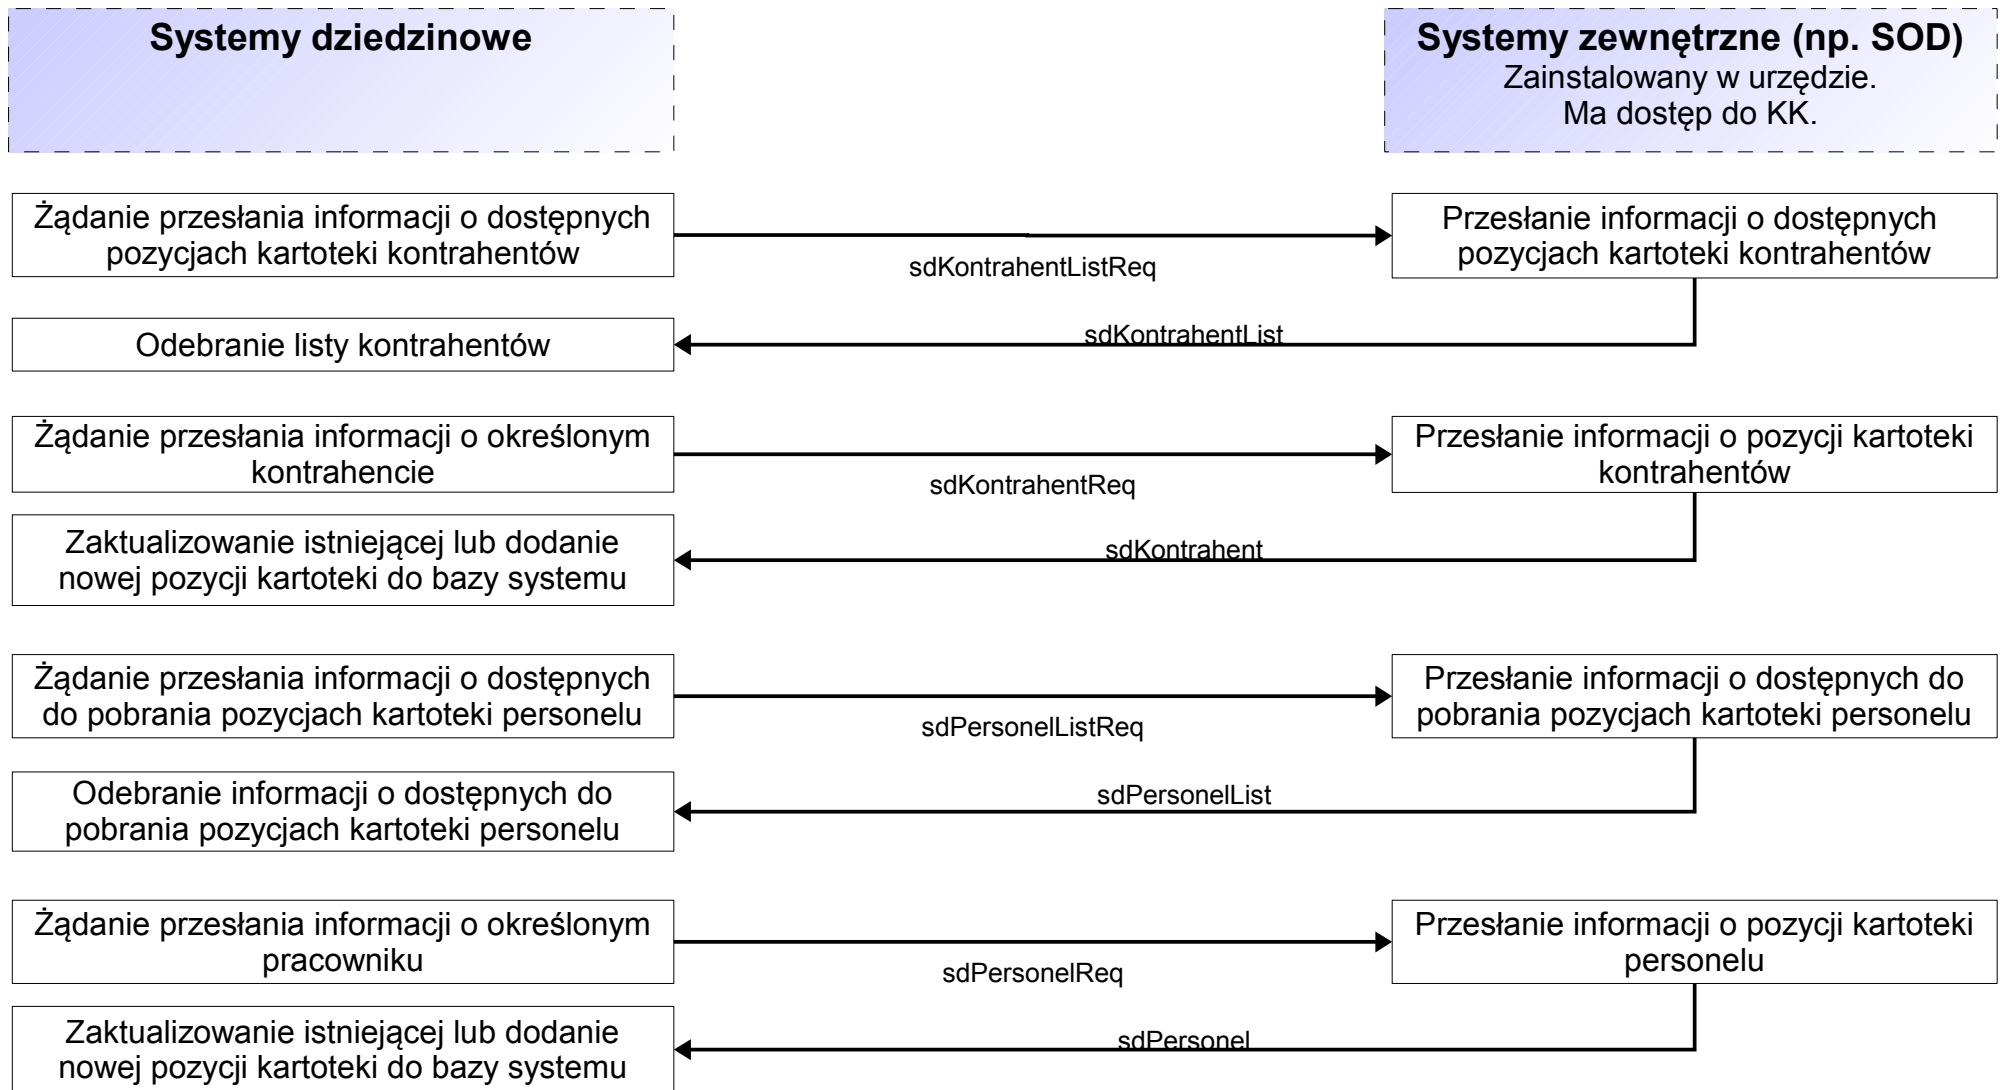 Systemy dziedzinowe
Systemy zewnętrzne (np. SOD)
Zainstalowany w urzędzie.
Ma dostęp do KK.
Żądanie przesłania informacji o dostępnych
pozycjach kartoteki kontrahentów
sdKontrahentListReq
Przesłanie informacji o dostępnych
pozycjach kartoteki kontrahentów
Odebranie listy kontrahentów
sdKontrahentList
Żądanie przesłania informacji o określonym
kontrahencie
sdKontrahentReq
Przesłanie informacji o pozycji kartoteki
kontrahentów
Zaktualizowanie istniejącej lub dodanie
nowej pozycji kartoteki do bazy systemu
sdKontrahent
Żądanie przesłania informacji o dostępnych
do pobrania pozycjach kartoteki personelu
sdPersonelListReq
Przesłanie informacji o dostępnych do
pobrania pozycjach kartoteki personelu
Odebranie informacji o dostępnych do
pobrania pozycjach kartoteki personelu
sdPersonelList
Żądanie przesłania informacji o określonym
pracowniku
sdPersonelReq
Przesłanie informacji o pozycji kartoteki
personelu
Zaktualizowanie istniejącej lub dodanie
nowej pozycji kartoteki do bazy systemu
sdPersonel